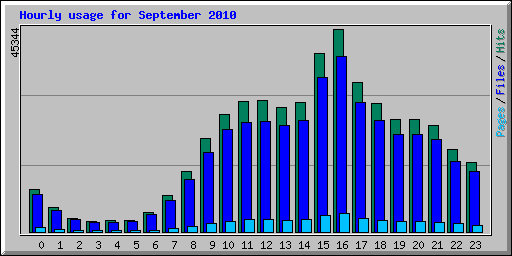 Hourly usage for September 2010
45344
Pages / Files / Hits
0 1 2 3 4 5 6 7 8 9 10 11 12 13 14 15 16 17 18 19 20 21 22 23